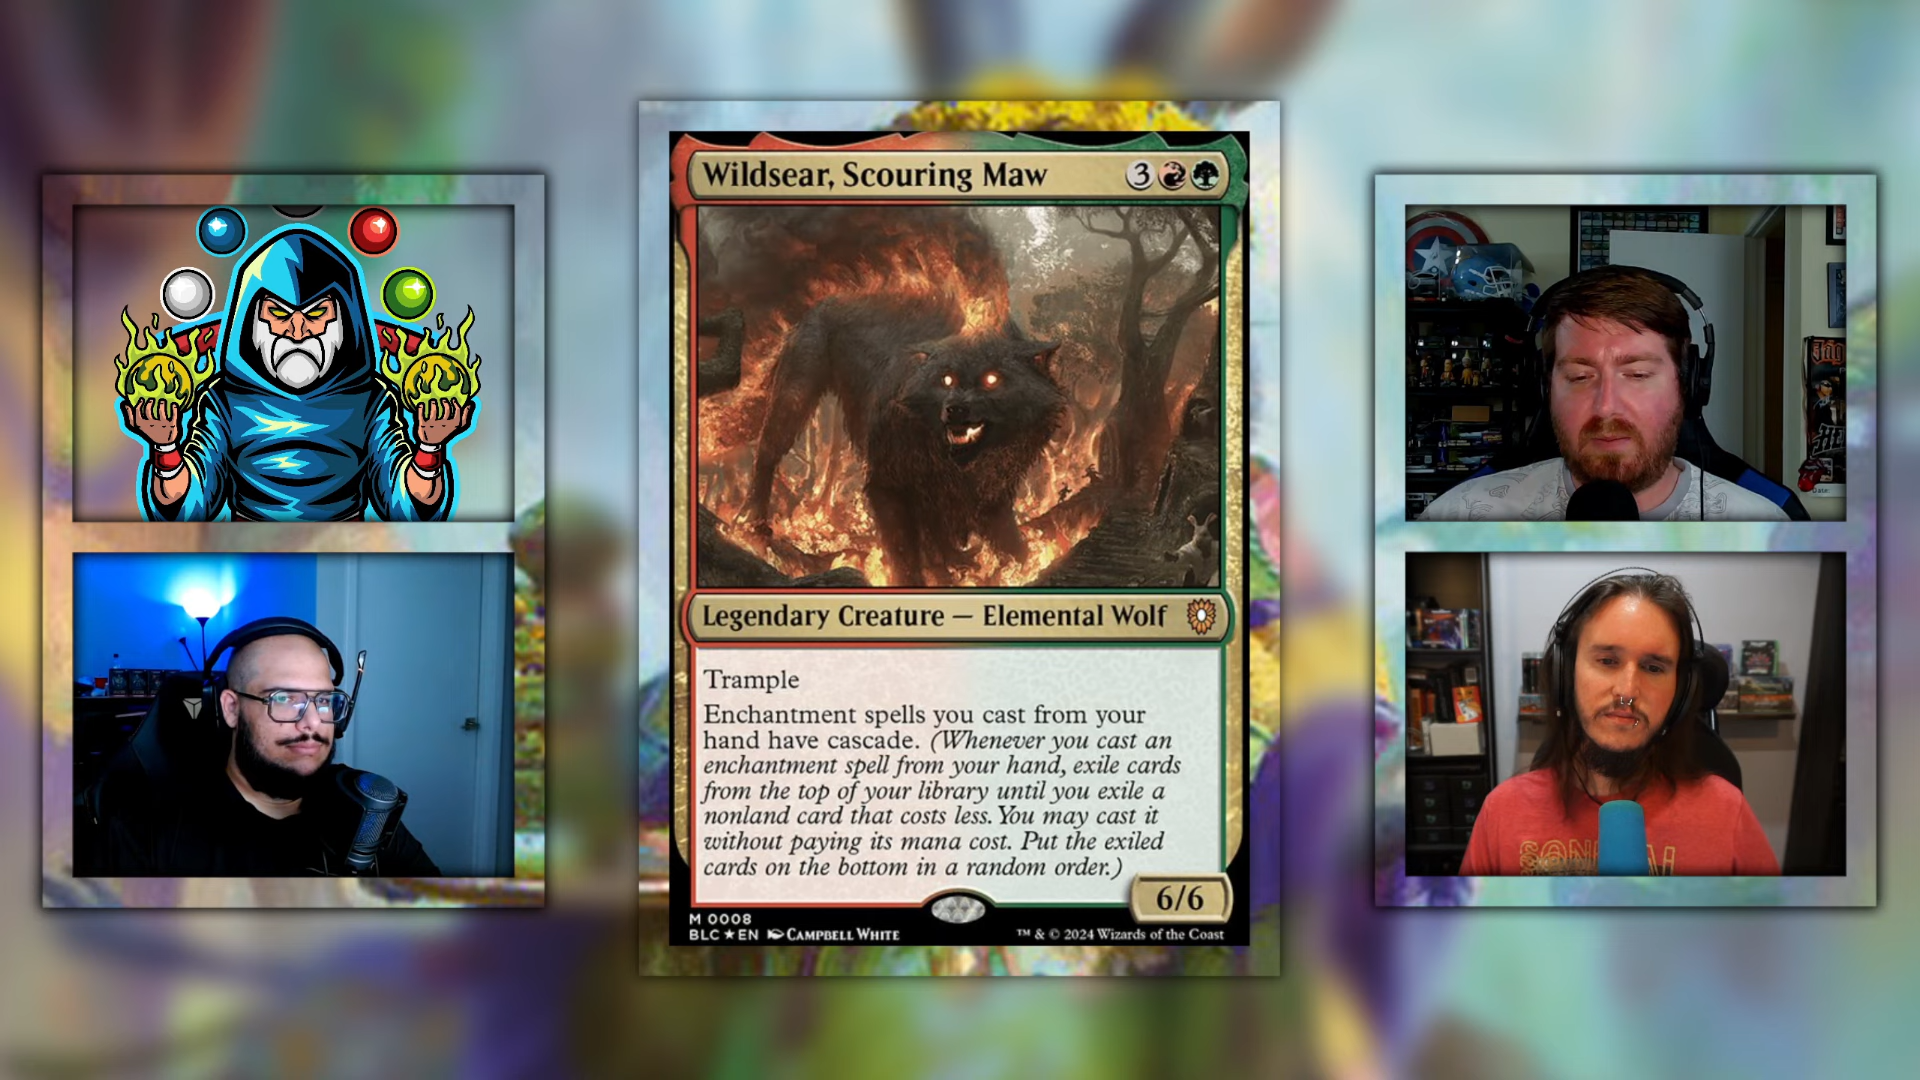 Wildsear, Scouring Maw
3
Legendary Creature — Elemental Wolf
Trample
Enchantment spells you cast from your
hand have cascade. (Whenever you cast an
enchantment spell from your hand, exile cards
from the top of your library until you exile a
nonland card that costs less. You may cast it
without paying its mana cost. Put the exiled
cards on the bottom in a random order.)
6/6
M 0008
BLC★EN CAMPBELL WHITE
™ & © 2024 Wizards of the Coast
Date: